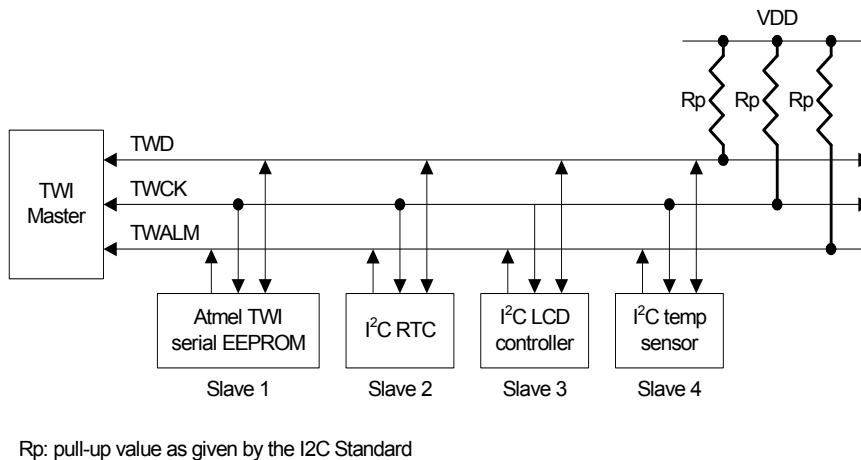 VDD
Rp Rp Rp
TWD
TWI
Master
TWCK
TWALM
Atmel TWI
serial EEPROM
I²C RTC
I²C LCD
controller
I²C temp
sensor
Slave 1 Slave 2 Slave 3 Slave 4
Rp: pull-up value as given by the I2C Standard